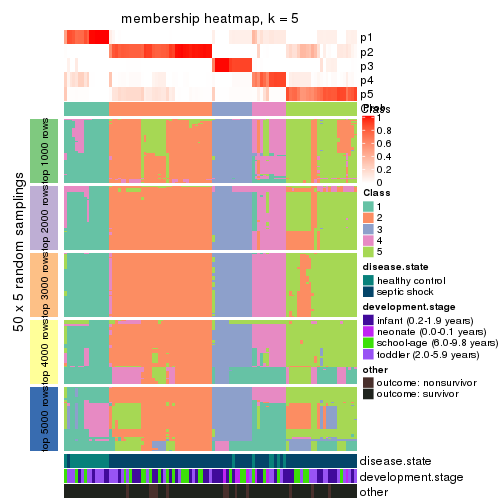 membership heatmap, k = 5
p1
p2
p3
p4
p5
Class
Prob
1
0.8
0.6
0.4
0.2
0
Class
1
2
3
4
5
disease.state
healthy control
septic shock
development.stage
infant (0.2-1.9 years)
neonate (0.0-0.1 years)
school-age (6.0-9.8 years)
toddler (2.0-5.9 years)
other
outcome: nonsurvivor
outcome: survivor
50 x 5 random samplings
top 1000 rows
top 2000 rows
top 3000 rows
top 4000 rows
top 5000 rows
disease.state
development.stage
other